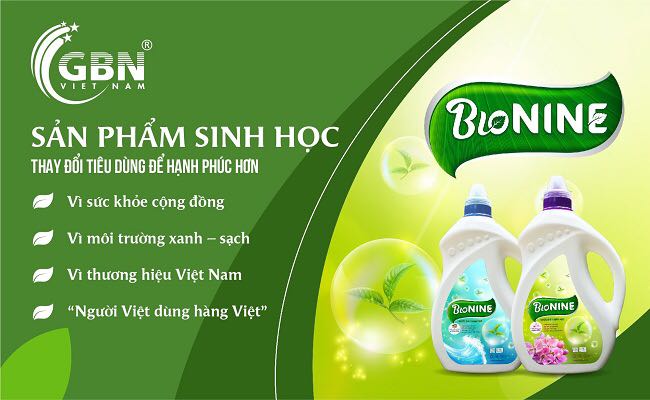 GBN®
VIET NAM
SẢN PHẨM SINH HỌC
THAY ĐỔI TIÊU DÙNG ĐỂ HẠNH PHÚC HƠN
Vì sức khỏe cộng đồng
Vì môi trường xanh – sạch
Vì thương hiệu Việt Nam
“Người Việt dùng hàng Việt”
BIONINE
BIONINE
BIONINE